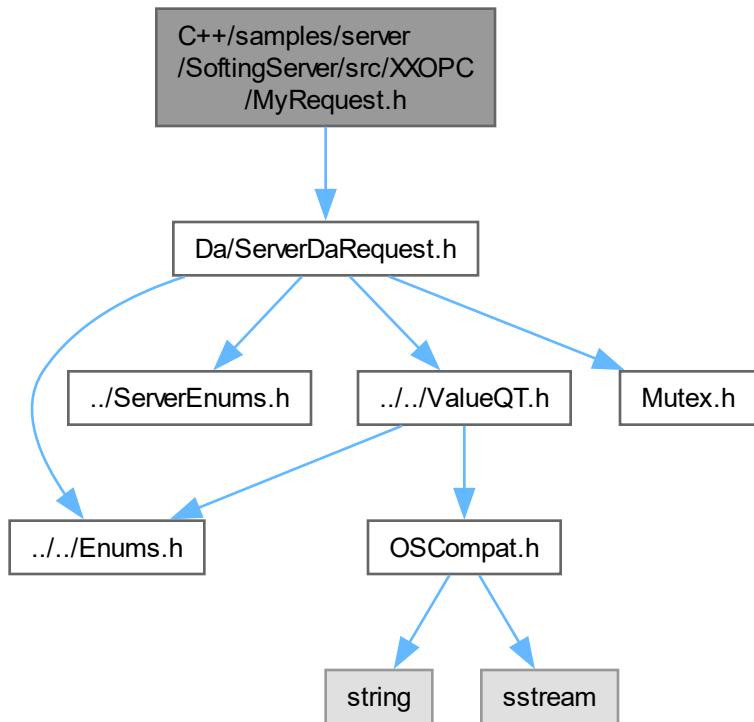 C++/samples/server
/SoftingServer/src/XXOPC
/MyRequest.h
Da/ServerDaRequest.h
../ServerEnums.h
../../ValueQT.h
Mutex.h
../../Enums.h
OSCompat.h
string
sstream